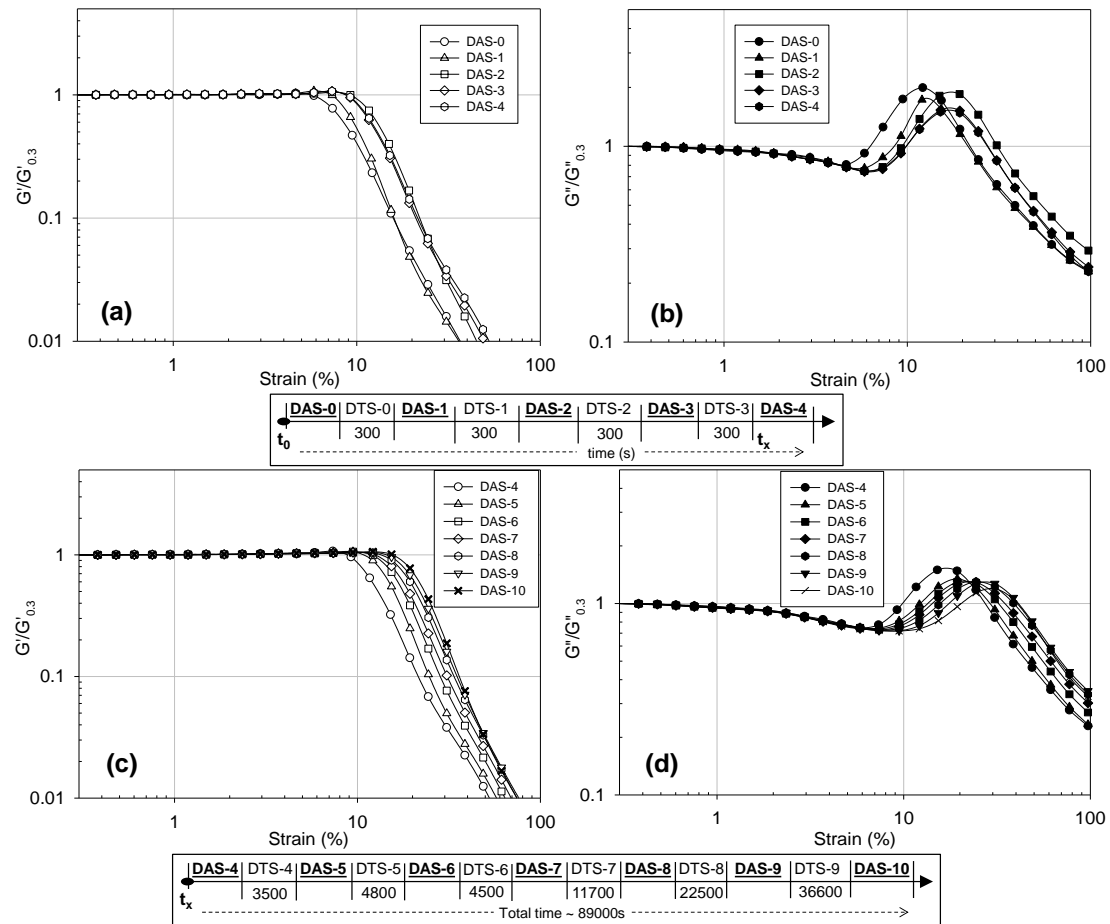 DAS-0
DAS-1
DAS-2
DAS-3
DAS-4
1
0.1
0.01
G'/G'0.3
(a)
1 10 100
Strain (%)
DAS-0
DAS-1
DAS-2
DAS-3
DAS-4
1
0.1
G"/G"0.3
(b)
1 10 100
Strain (%)
DAS-0 DTS-0 DAS-1 DTS-1 DAS-2 DTS-2 DAS-3 DTS-3 DAS-4
300 300 300 300
t0 time (s) tx
DAS-4
DAS-5
DAS-6
DAS-7
DAS-8
DAS-9
DAS-10
1
0.1
0.01
G'/G'0.3
(c)
1 10 100
Strain (%)
DAS-4
DAS-5
DAS-6
DAS-7
DAS-8
DAS-9
DAS-10
1
0.1
G"/G"0.3
(d)
1 10 100
Strain (%)
DAS-4 DTS-4 DAS-5 DTS-5 DAS-6 DTS-6 DAS-7 DTS-7 DAS-8 DTS-8 DAS-9 DTS-9 DAS-10
3500 4800 4500 11700 22500 36600
tx
Total time ~ 89000s